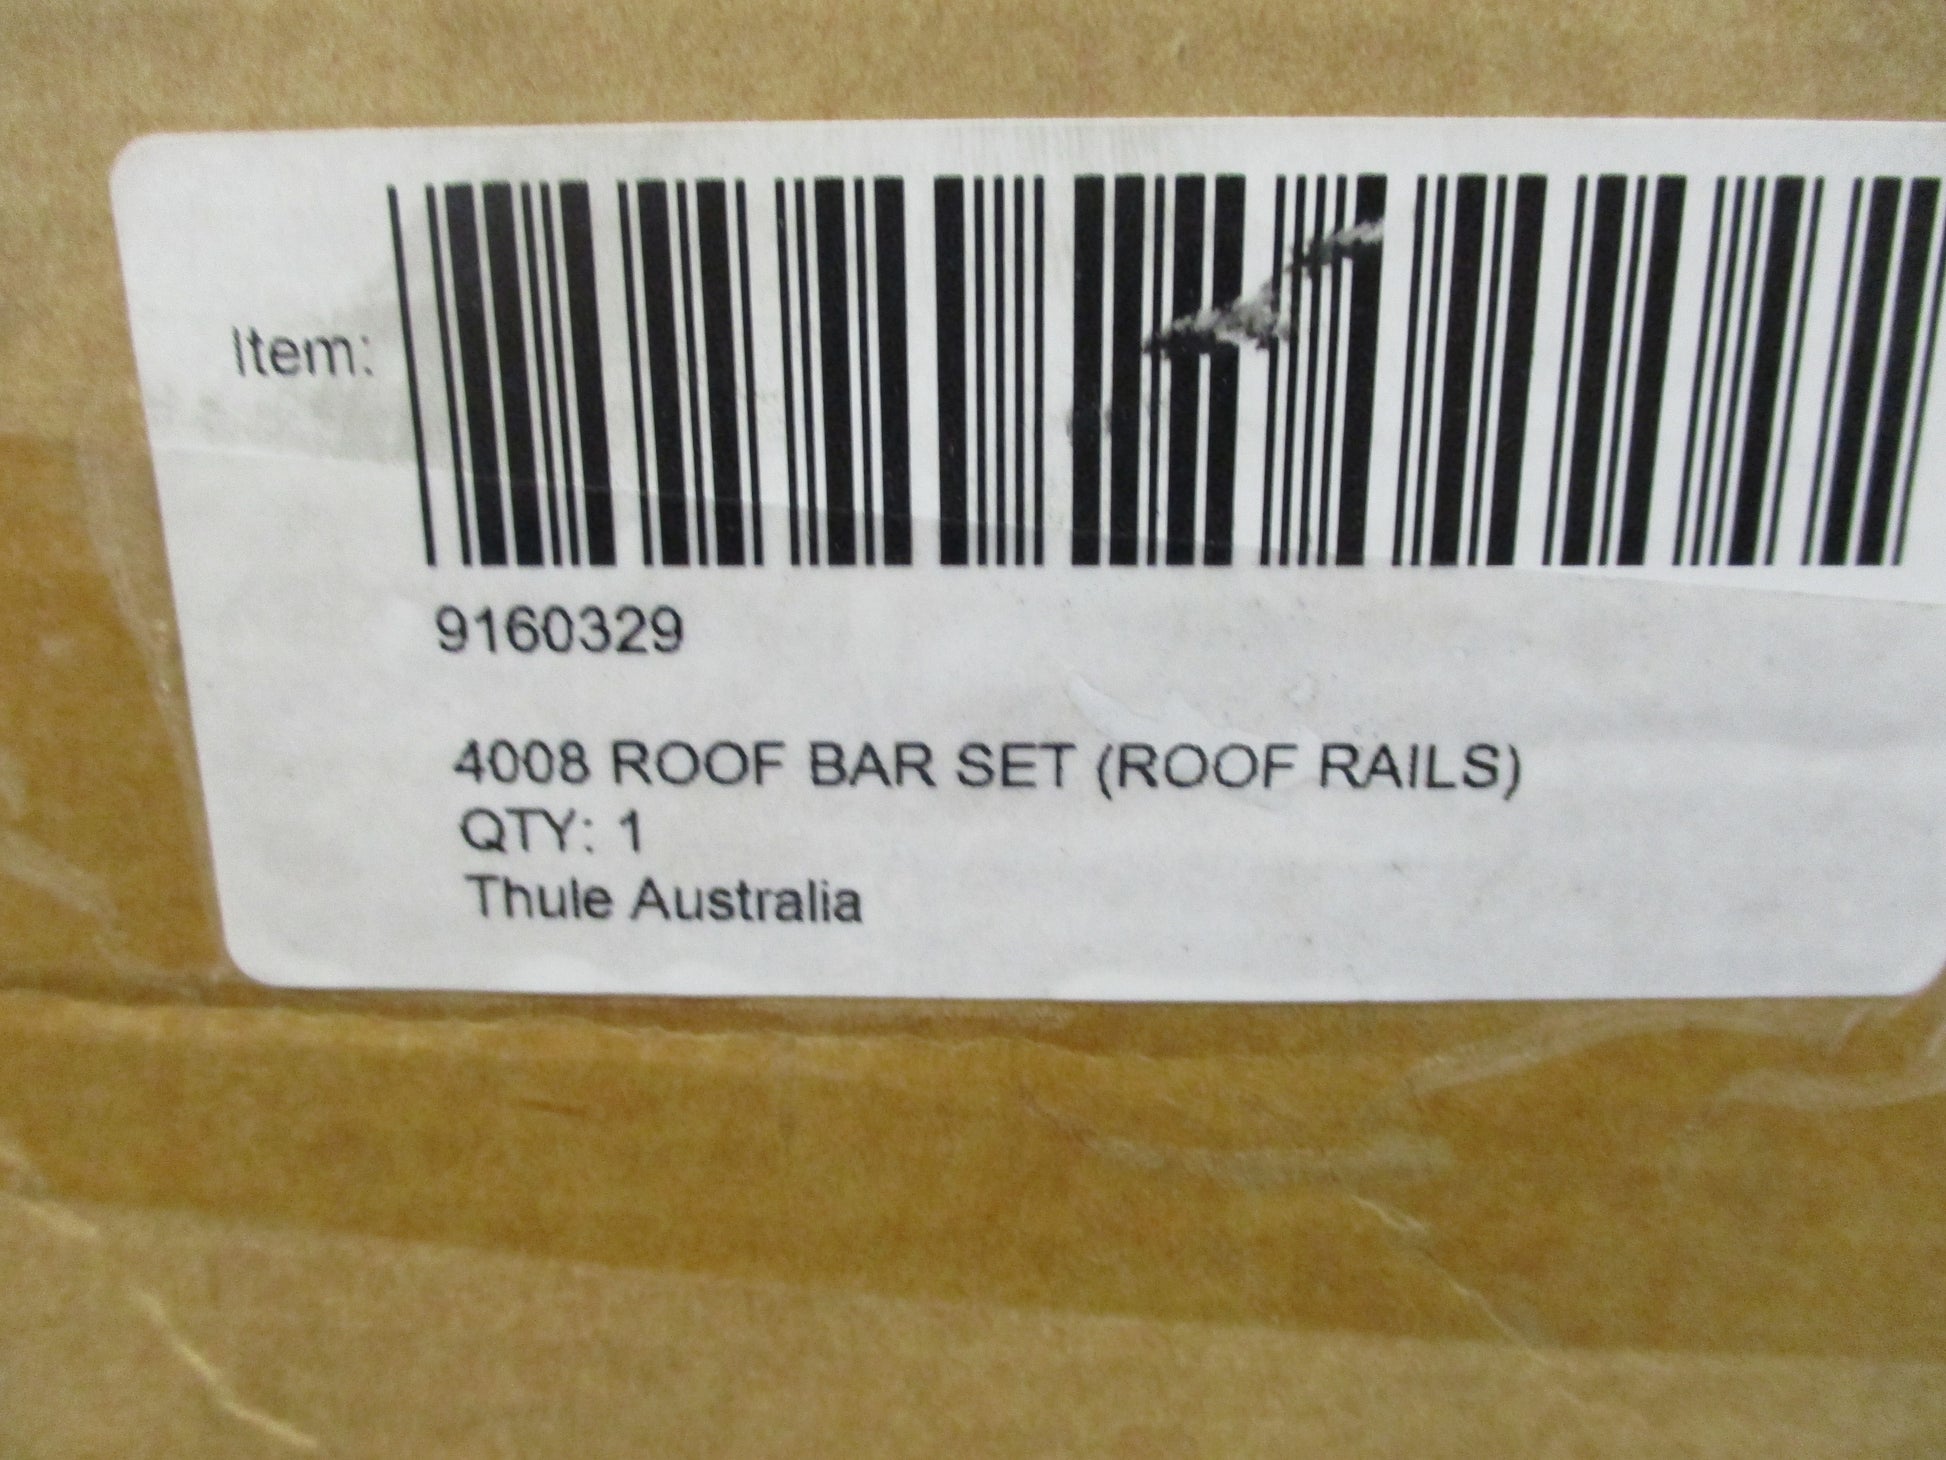 Item:
9160329
4008 ROOF BAR SET (ROOF RAILS)
QTY: 1
Thule Australia